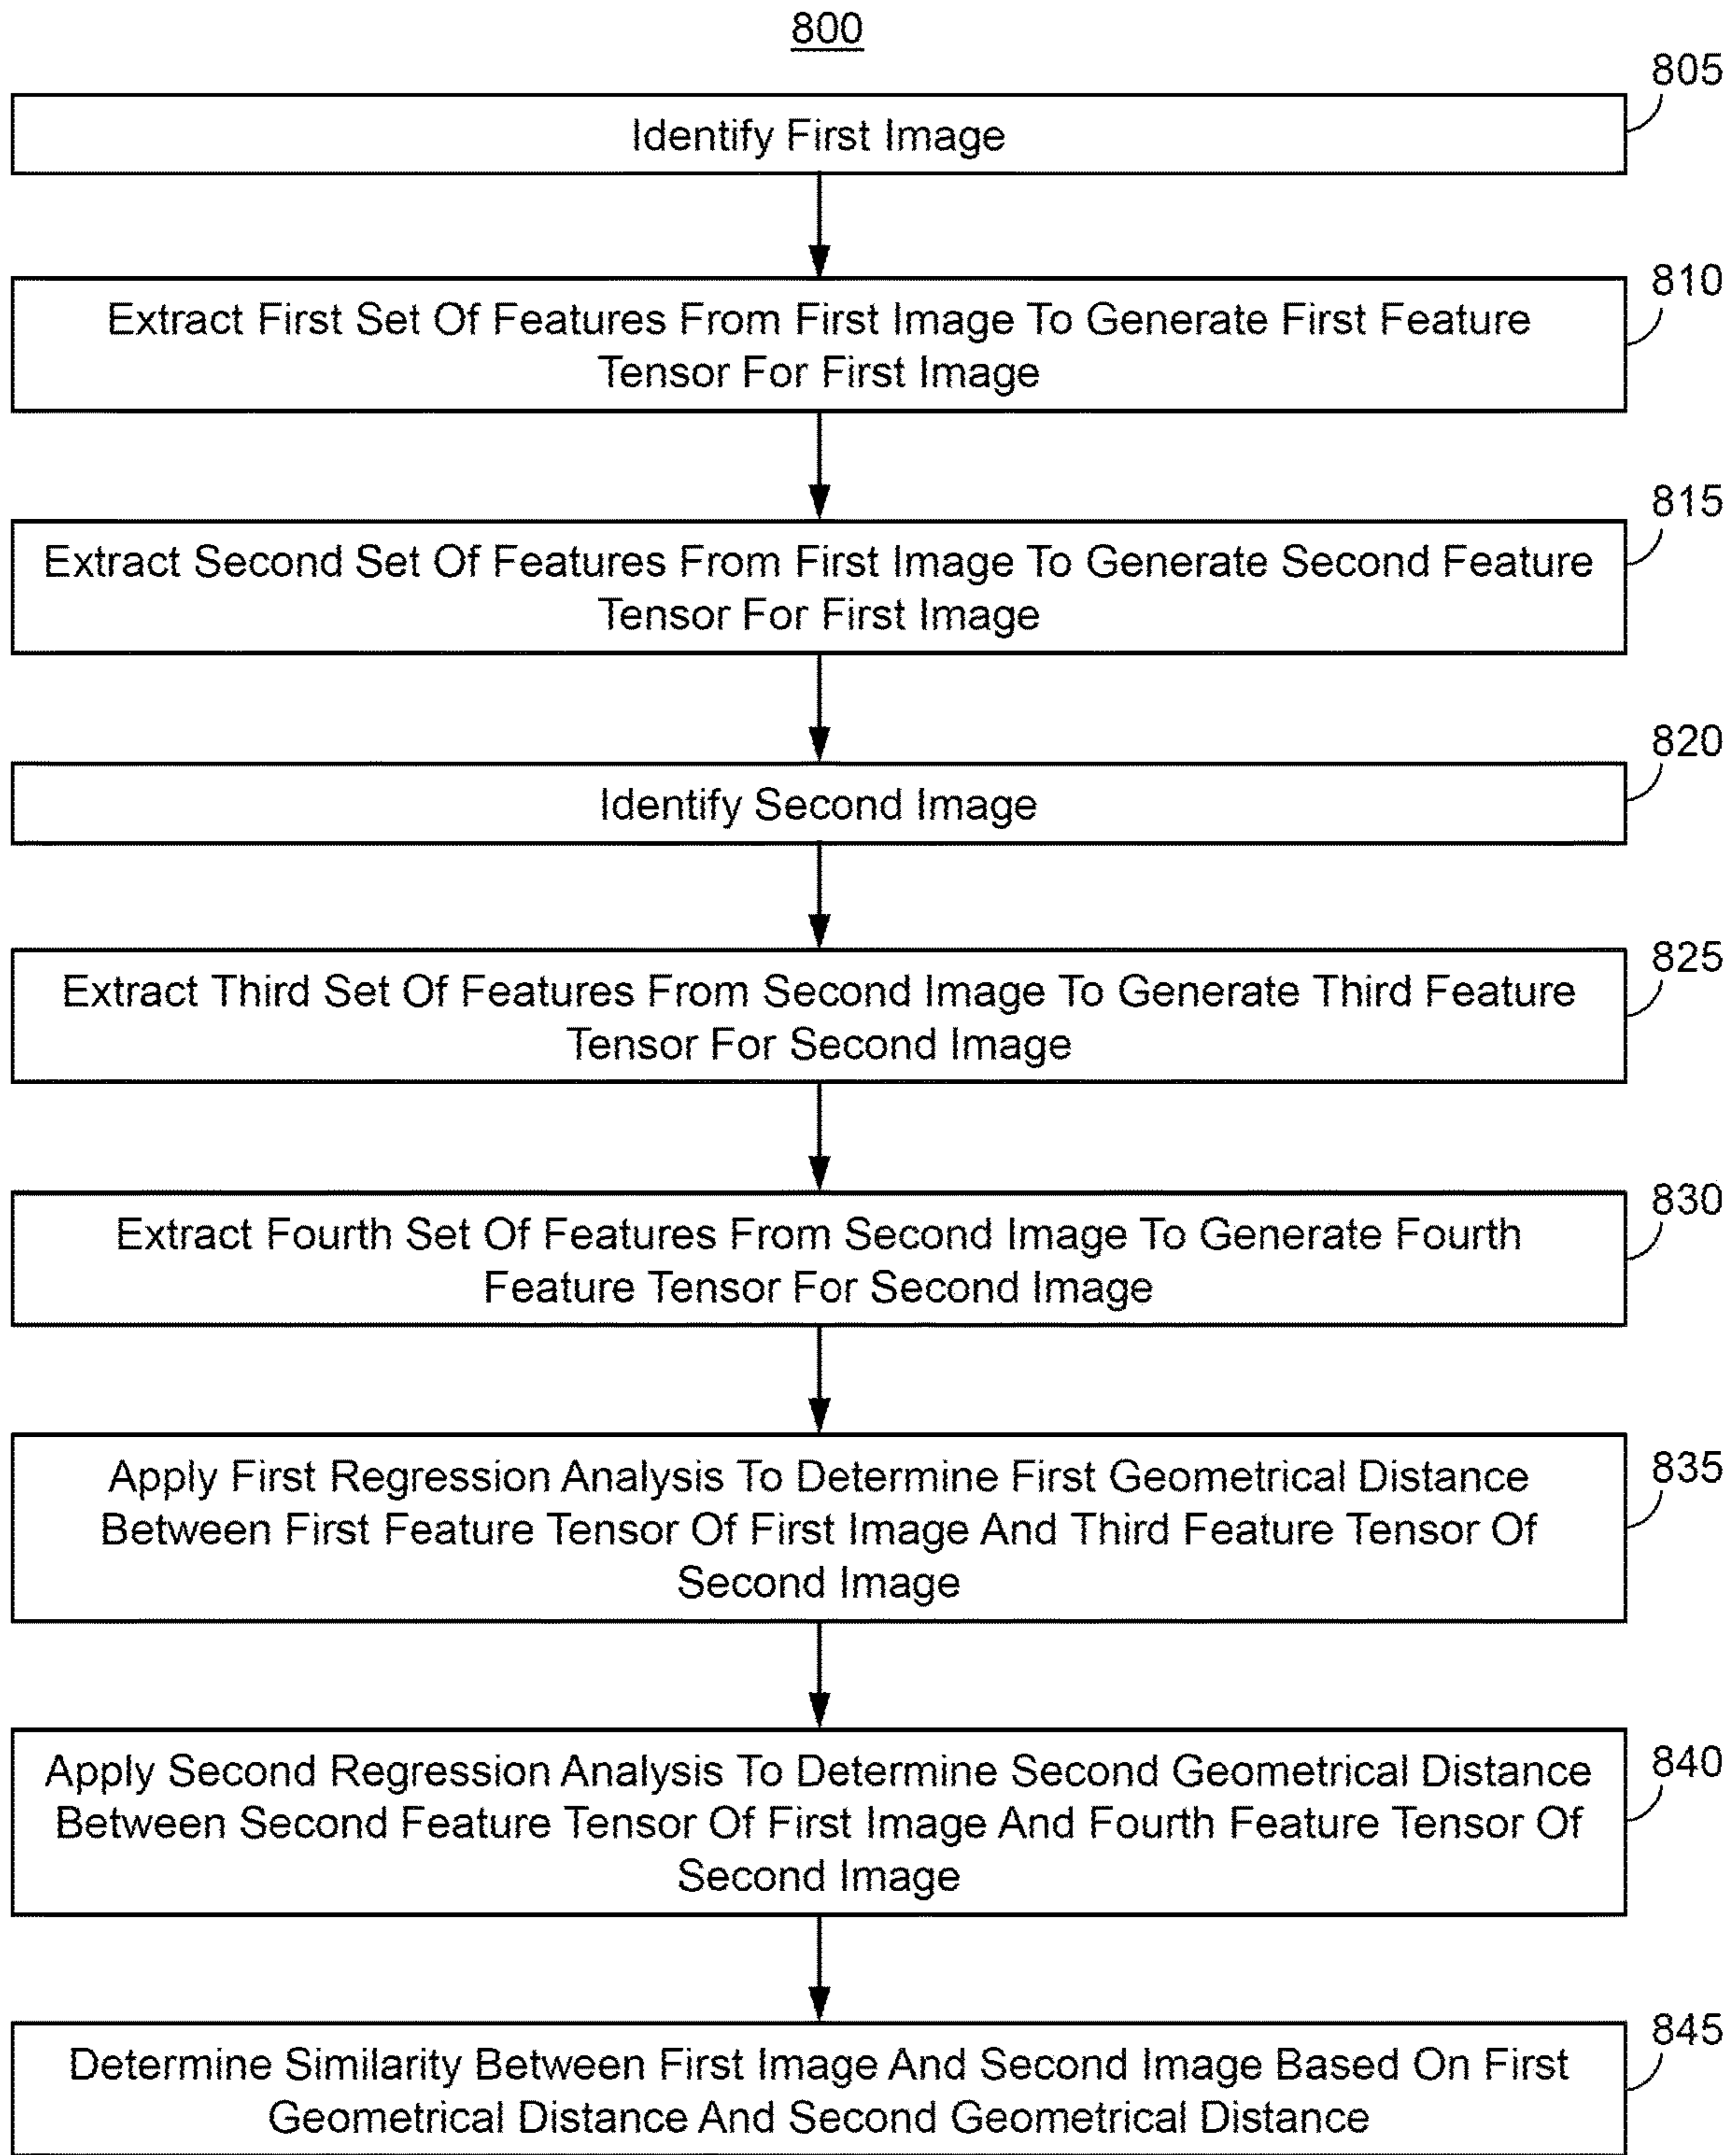 800
805
Identify First Image
810
Extract First Set Of Features From First Image To Generate First Feature
Tensor For First Image
815
Extract Second Set Of Features From First Image To Generate Second Feature
Tensor For First Image
820
Identify Second Image
825
Extract Third Set Of Features From Second Image To Generate Third Feature
Tensor For Second Image
830
Extract Fourth Set Of Features From Second Image To Generate Fourth
Feature Tensor For Second Image
835
Apply First Regression Analysis To Determine First Geometrical Distance
Between First Feature Tensor Of First Image And Third Feature Tensor Of
Second Image
840
Apply Second Regression Analysis To Determine Second Geometrical Distance
Between Second Feature Tensor Of First Image And Fourth Feature Tensor Of
Second Image
845
Determine Similarity Between First Image And Second Image Based On First
Geometrical Distance And Second Geometrical Distance